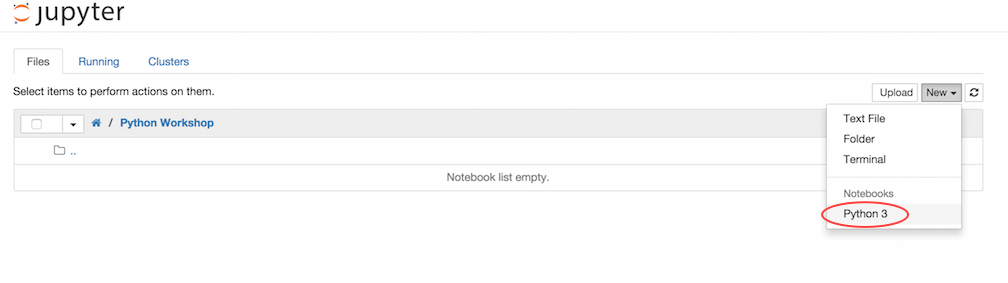 jupyter
Files Running Clusters
Select items to perform actions on them.
Upload New
/ Python Workshop
Text File
Folder
Terminal
..
Notebook list empty.
Notebooks
Python 3